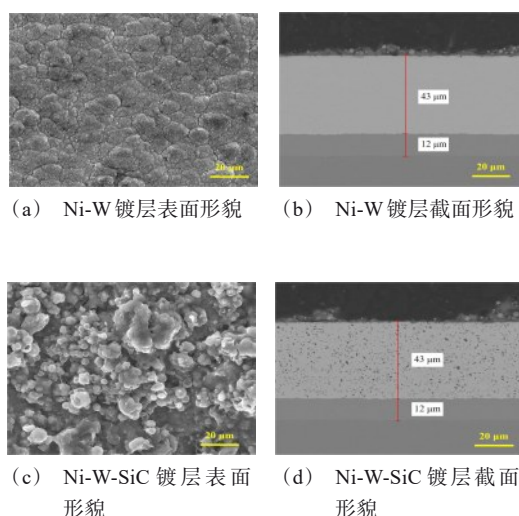 20 μm
43 μm
12 μm
20 μm
(a) Ni-W镀层表面形貌
(b) Ni-W镀层截面形貌
20 μm
43 μm
12 μm
20 μm
(c) Ni-W-SiC 镀层表面
形貌
(d) Ni-W-SiC 镀层截面
形貌